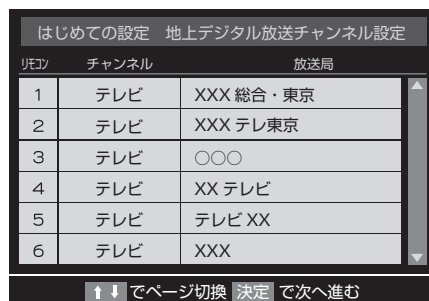 はじめての設定 地上デジタル放送チャンネル設定
リモコン チャンネル 放送局
1 テレビ XXX 総合・東京
2 テレビ XXX テレ東京
3 テレビ ○○○
4 テレビ XX テレビ
5 テレビ テレビ XX
6 テレビ XXX
↑↓でページ切換 決定 で次へ進む